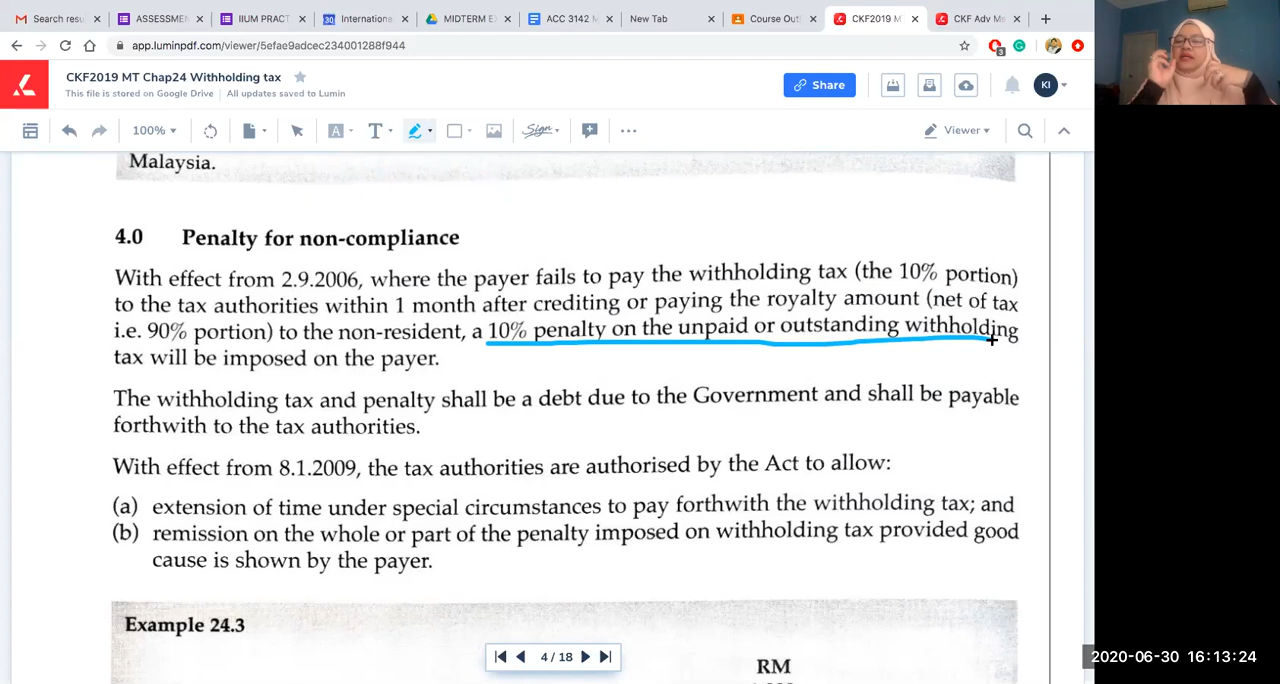 Search resu
ASSESSMEN
IIUM PRACT
Internationa
MIDTERM E
ACC 3142 M
New Tab
Course Out
CKF2019 M
CKF Adv Ms
app.luminpdf.com/viewer/5efae9adcec234001288f944
3
CKF2019 MT Chap24 Withholding tax
This file is stored on Google Drive
All updates saved to Lumin
Share
KI
100%
A
T
Sign
Viewer
Malaysia.
4.0 Penalty for non-compliance
With effect from 2.9.2006, where the payer fails to pay the withholding tax (the 10% portion)
to the tax authorities within 1 month after crediting or paying the royalty amount (net of tax
i.e. 90% portion) to the non-resident, a 10% penalty on the unpaid or outstanding withholding
tax will be imposed on the payer.
The withholding tax and penalty shall be a debt due to the Government and shall be payable
forthwith to the tax authorities.
With effect from 8.1.2009, the tax authorities are authorised by the Act to allow:
(a) extension of time under special circumstances to pay forthwith the withholding tax; and
(b) remission on the whole or part of the penalty imposed on withholding tax provided good
cause is shown by the payer.
Example 24.3
4 / 18
RM
2020-06-30 16:13:24